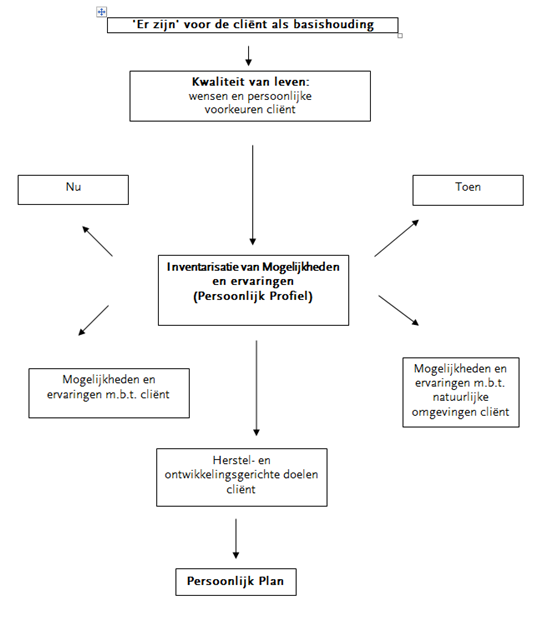 'Er zijn' voor de cliënt als basishouding
Kwaliteit van leven:
wensen en persoonlijke
voorkeuren cliënt
Nu
Toen
Inventarisatie van Mogelijkheden
en ervaringen
(Persoonlijk Profiel)
Mogelijkheden en
ervaringen m.b.t. cliënt
Mogelijkheden en
ervaringen m.b.t.
natuurlijke
omgevingen cliënt
Herstel- en
ontwikkelingsgerichte doelen
cliënt
Persoonlijk Plan